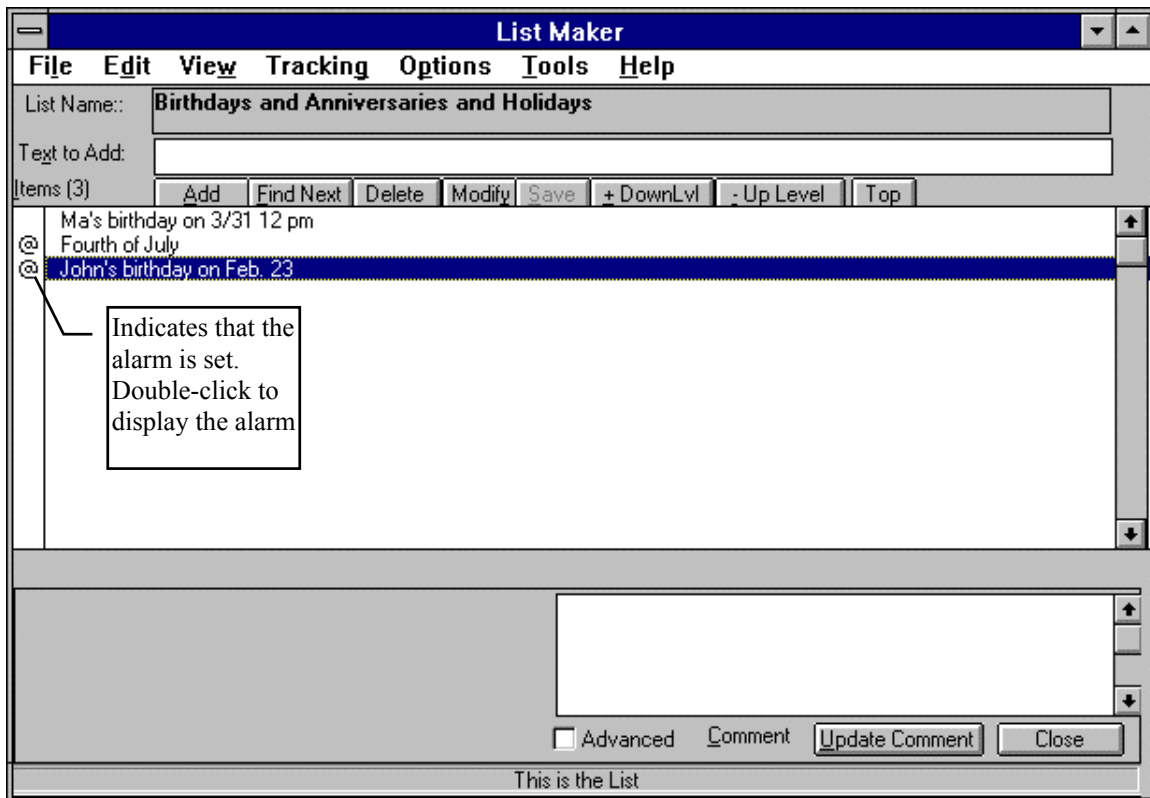 List Maker
File Edit View Tracking Options Tools Help
List Name:: Birthdays and Anniversaries and Holidays
Text to Add:
Items (3) Add Find Next Delete Modify Save + DownLvl - Up Level Top
Ma's birthday on 3/31 12 pm
@ Fourth of July
@ John's birthday on Feb. 23
Indicates that the
alarm is set.
Double-click to
display the alarm
Advanced Comment Update Comment Close
This is the List